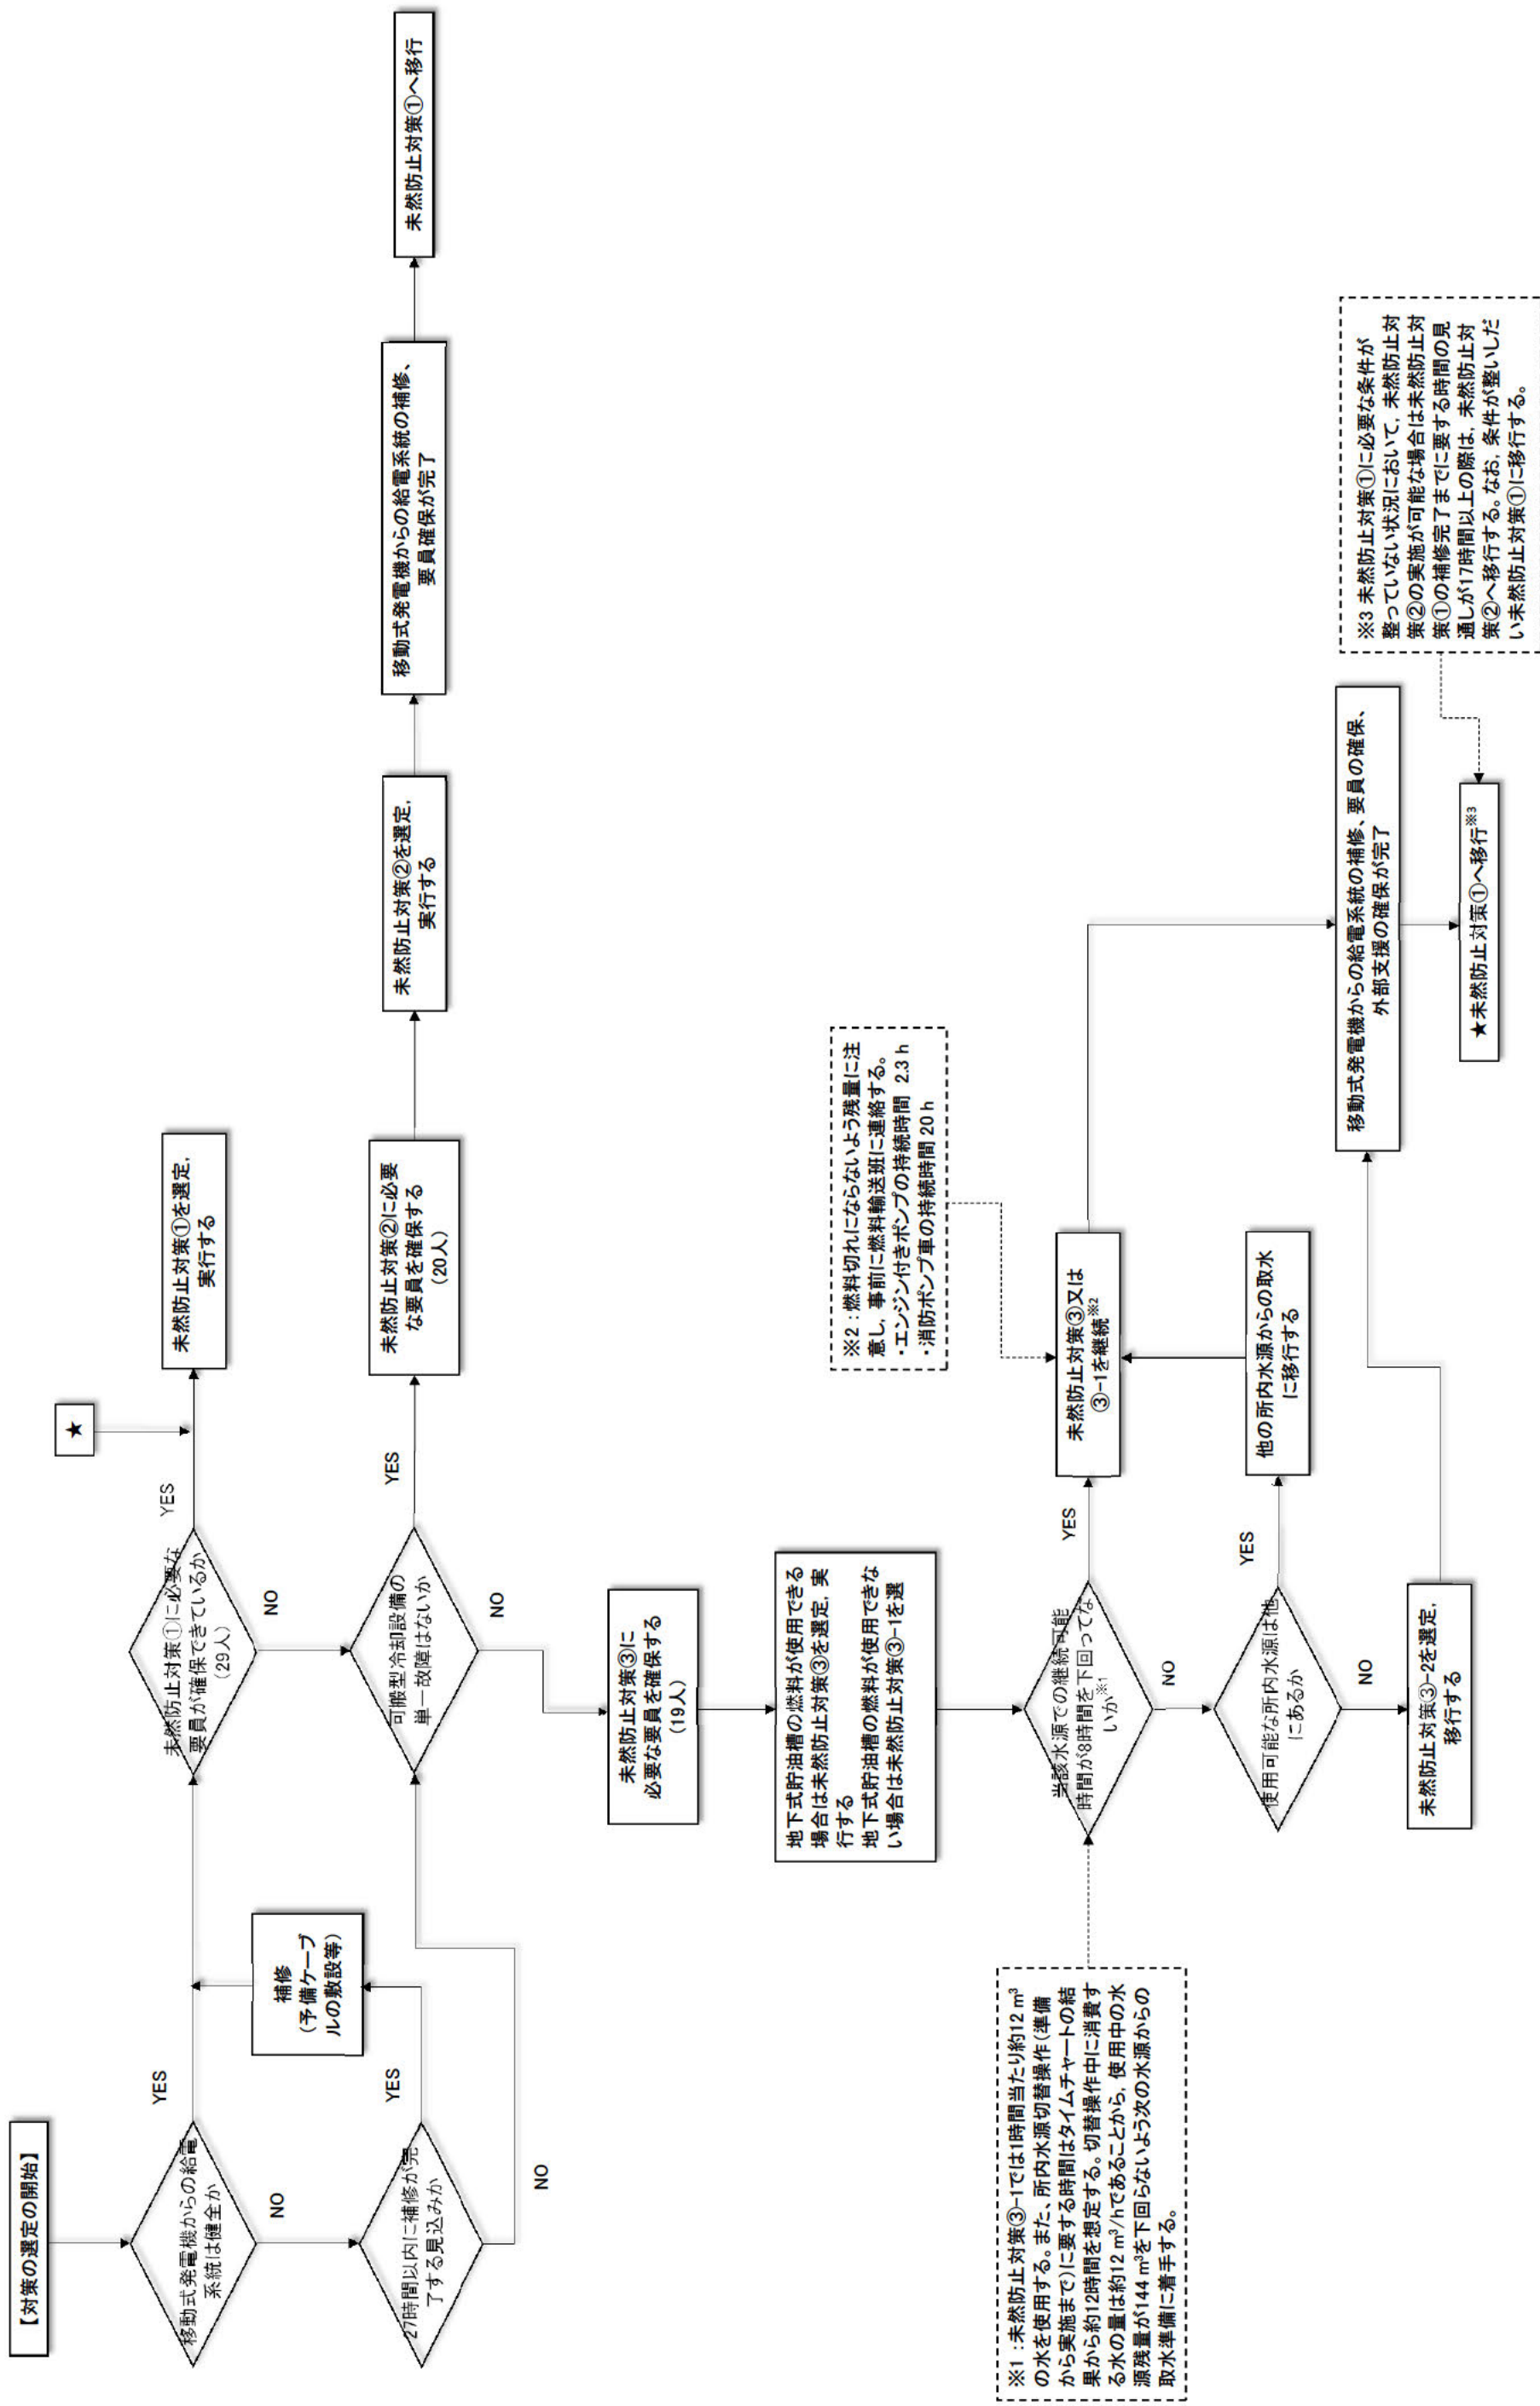 【対策の選定の開始】
移動式発電機からの給電
系統は健全か
YES
NO
27時間以内に補修が完
了する見込みか
YES
NO
補修
(予備ケーブ
ルの敷設等)
未然防止対策①に必要な
要員が確保できているか
(29人)
YES
NO
★
未然防止対策①を選定，
実行する
可搬型冷却設備の
単一故障はないか
YES
NO
未然防止対策②に必要
な要員を確保する
(20人)
未然防止対策②を選定，
実行する
移動式発電機からの給電系統の補修、
要員確保が完了
未然防止対策①へ移行
未然防止対策③に
必要な要員を確保する
(19人)
地下式貯油槽の燃料が使用できる
場合は未然防止対策③を選定，実
行する
地下式貯油槽の燃料が使用できな
い場合は未然防止対策③-1を選
当該水源での継続可能
時間が8時間を下回ってな
いか※1
YES
NO
※1：未然防止対策③-1では1時間当たり約12 m³
の水を使用する。また、所内水源切替操作（準備
から実施まで）に要する時間はタイムチャートの結
果から約12時間を想定する。切替操作中に消費す
る水の量は約12 m³/hであることから，使用中の水
源残量が144 m³を下回らないよう次の水源からの
取水準備に着手する。
未然防止対策③又は
③-1を継続※2
※2：燃料切れにならないよう残量に注
意し，事前に燃料輸送班に連絡する。
・エンジン付きポンプの持続時間 2.3 h
・消防ポンプ車の持続時間 20 h
使用可能な所内水源は他
にあるか
YES
NO
他の所内水源からの取水
に移行する
未然防止対策③-2を選定，
移行する
移動式発電機からの給電系統の補修、要員の確保、
外部支援の確保が完了
★未然防止対策①へ移行※3
※3 未然防止対策①に必要な条件が
整っていない状況において，未然防止対
策②の実施が可能な場合は未然防止対
策①の補修完了までに要する時間の見
通しが17時間以上の際は，未然防止対
策②へ移行する。なお，条件が整いしだ
い未然防止対策①に移行する。